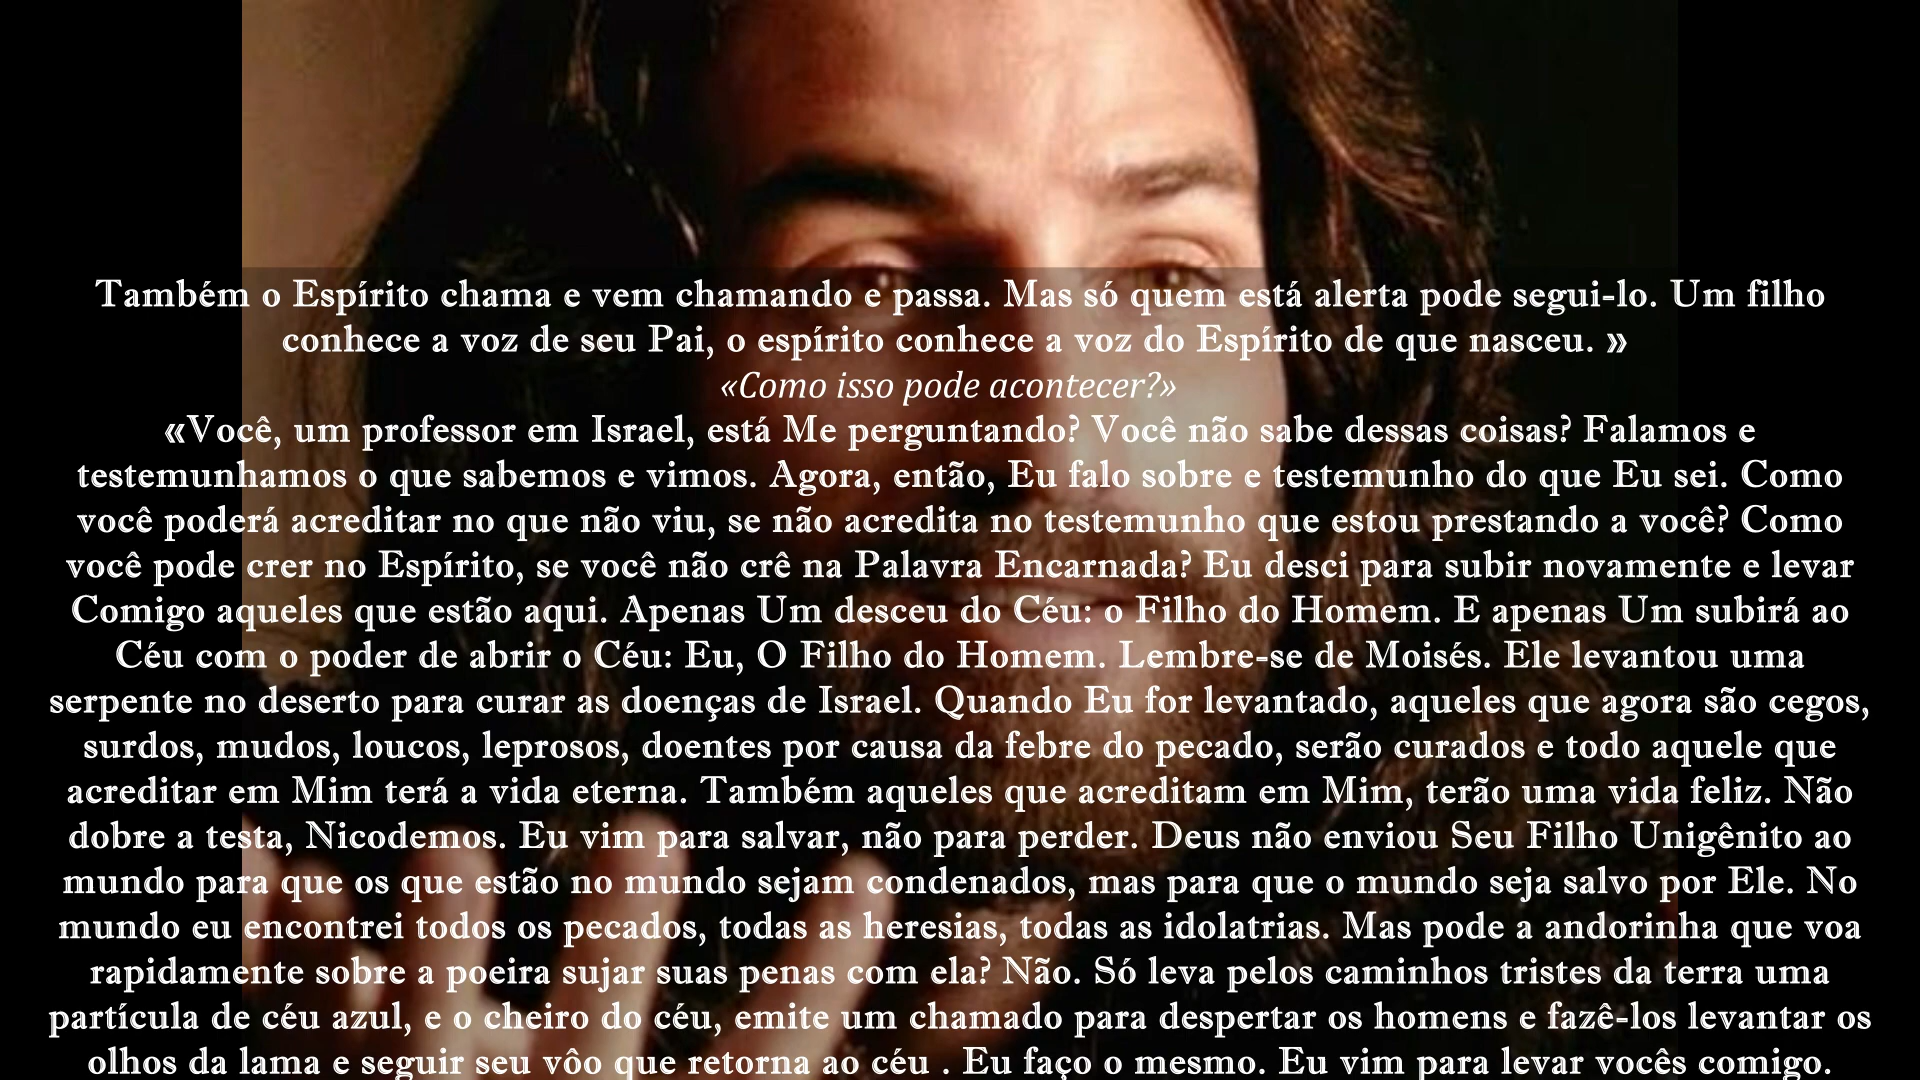 Também o Espírito chama e vem chamando e passa. Mas só quem está alerta pode segui-lo. Um filho
conhece a voz de seu Pai, o espírito conhece a voz do Espírito de que nasceu. »
«Como isso pode acontecer?»
«Você, um professor em Israel, está Me perguntando? Você não sabe dessas coisas? Falamos e
testemunhamos o que sabemos e vimos. Agora, então, Eu falo sobre e testemunho do que Eu sei. Como
você poderá acreditar no que não viu, se não acredita no testemunho que estou prestando a você? Como
você pode crer no Espírito, se você não crê na Palavra Encarnada? Eu desci para subir novamente e levar
Comigo aqueles que estão aqui. Apenas Um desceu do Céu: o Filho do Homem. E apenas Um subirá ao
Céu com o poder de abrir o Céu: Eu, O Filho do Homem. Lembre-se de Moisés. Ele levantou uma
serpente no deserto para curar as doenças de Israel. Quando Eu for levantado, aqueles que agora são cegos,
surdos, mudos, loucos, leprosos, doentes por causa da febre do pecado, serão curados e todo aquele que
acreditar em Mim terá a vida eterna. Também aqueles que acreditam em Mim, terão uma vida feliz. Não
dobre a testa, Nicodemos. Eu vim para salvar, não para perder. Deus não enviou Seu Filho Unigênito ao
mundo para que os que estão no mundo sejam condenados, mas para que o mundo seja salvo por Ele. No
mundo eu encontrei todos os pecados, todas as heresias, todas as idolatrias. Mas pode a andorinha que voa
rapidamente sobre a poeira sujar suas penas com ela? Não. Só leva pelos caminhos tristes da terra uma
partícula de céu azul, e o cheiro do céu, emite um chamado para despertar os homens e fazê-los levantar os
olhos da lama e seguir seu vôo que retorna ao céu . Eu faço o mesmo. Eu vim para levar vocês comigo.